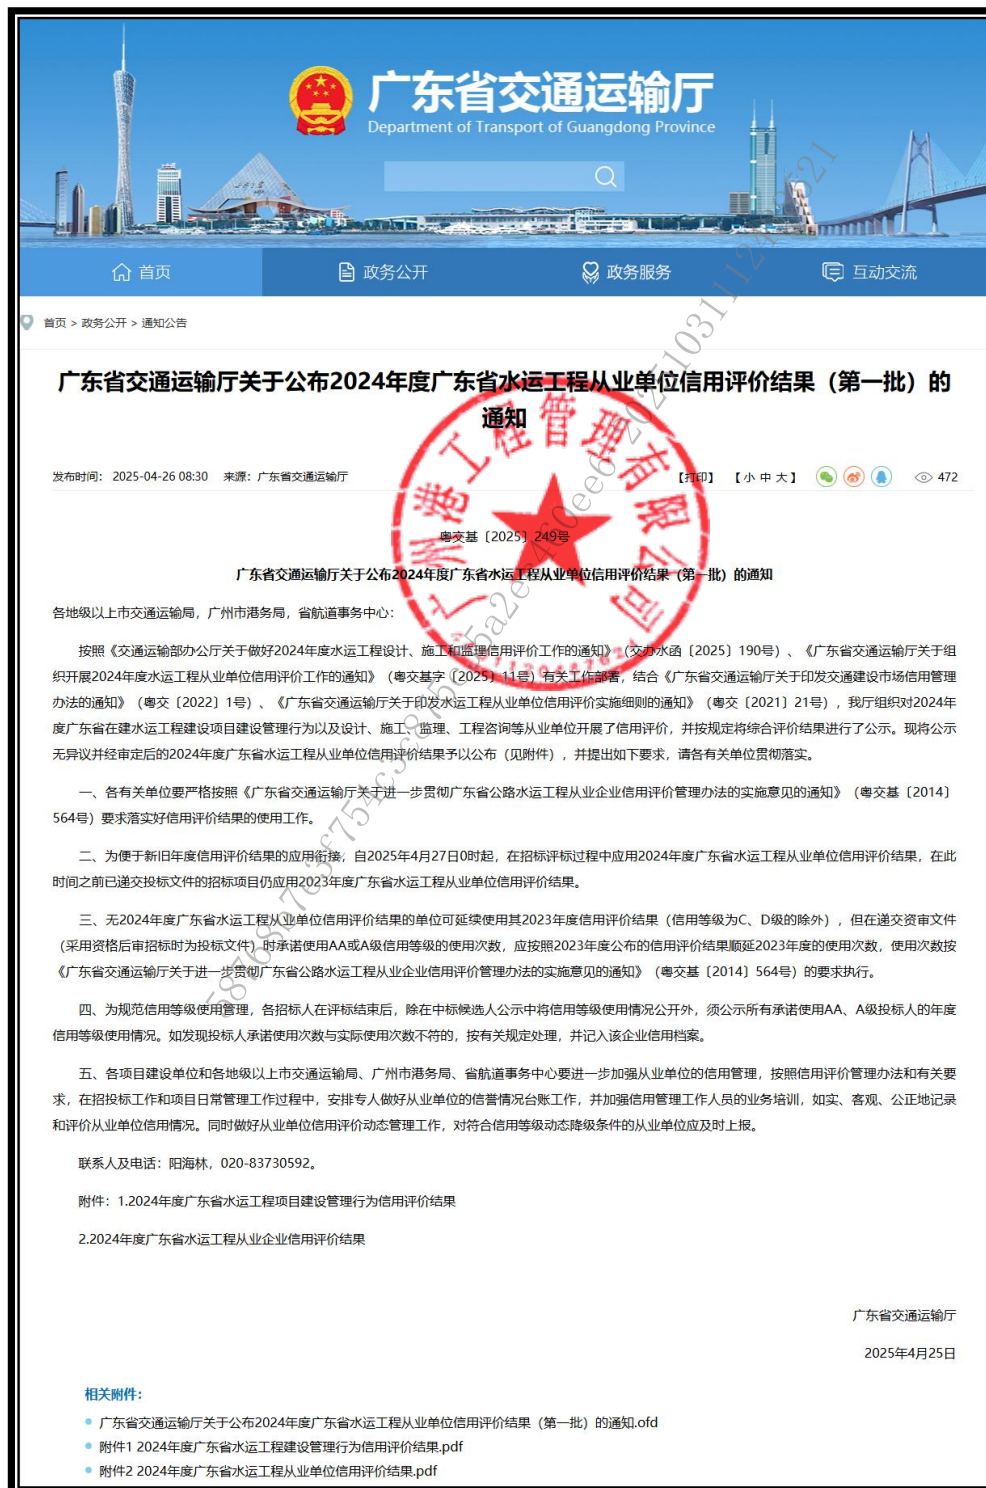 广东省交通运输厅
Department of Transport of Guangdong Province
首页
政务公开
政务服务
互动交流
首页 > 政务公开 > 通知公告
广东省交通运输厅关于公布2024年度广东省水运工程从业单位信用评价结果（第一批）的
通知
发布时间： 2025-04-26 08:30 来源：广东省交通运输厅 【打印】 【小 中 大】 472
粤交基〔2025〕249号
广东省交通运输厅关于公布2024年度广东省水运工程从业单位信用评价结果（第一批）的通知
各地级以上市交通运输局，广州市港务局，省航道事务中心：
按照《交通运输部办公厅关于做好2024年度水运工程设计、施工和监理信用评价工作的通知》（交办水函〔2025〕190号）、《广东省交通运输厅关于组
织开展2024年度水运工程从业单位信用评价工作的通知》（粤交基字〔2025〕11号）有关工作部署，结合《广东省交通运输厅关于印发交通建设市场信用管理
办法的通知》（粤交〔2022〕1号）、《广东省交通运输厅关于印发水运工程从业单位信用评价实施细则的通知》（粤交〔2021〕21号），我厅组织对2024年
度广东省在建水运工程建设项目建设管理行为以及设计、施工、监理、工程咨询等从业单位开展了信用评价，并按规定将综合评价结果进行了公示。现将公示
无异议并经审定后的2024年度广东省水运工程从业单位信用评价结果予以公布（见附件），并提出如下要求，请各有关单位贯彻落实。
一、各有关单位要严格按照《广东省交通运输厅关于进一步贯彻广东省公路水运工程从业企业信用评价管理办法的实施意见的通知》（粤交基〔2014〕
564号）要求落实好信用评价结果的使用工作。
二、为便于新旧年度信用评价结果的应用衔接，自2025年4月27日0时起，在招标评标过程中应用2024年度广东省水运工程从业单位信用评价结果，在此
时间之前已递交投标文件的招标项目仍应用2023年度广东省水运工程从业单位信用评价结果。
三、无2024年度广东省水运工程从业单位信用评价结果的单位可延续使用其2023年度信用评价结果（信用等级为C、D级的除外），但在递交资审文件
（采用资格后审招标时为投标文件）时承诺使用AA或A级信用等级的使用次数，应按照2023年度公布的信用评价结果顺延2023年度的使用次数，使用次数按
《广东省交通运输厅关于进一步贯彻广东省公路水运工程从业企业信用评价管理办法的实施意见的通知》（粤交基〔2014〕564号）的要求执行。
四、为规范信用等级使用管理，各招标人在评标结束后，除在中标候选人公示中将信用等级使用情况公开外，须公示所有承诺使用AA、A级投标人的年度
信用等级使用情况。如发现投标人承诺使用次数与实际使用次数不符的，按有关规定处理，并记入该企业信用档案。
五、各项目建设单位和各地级以上市交通运输局、广州市港务局、省航道事务中心要进一步加强从业单位的信用管理，按照信用评价管理办法和有关要
求，在招投标工作和项目日常管理工作过程中，安排专人做好从业单位的信誉情况台账工作，并加强信用管理工作人员的业务培训，如实、客观、公正地记录
和评价从业单位信用情况。同时做好从业单位信用评价动态管理工作，对符合信用等级动态降级条件的从业单位应及时上报。
联系人及电话：阳海林，020-83730592。
附件：1.2024年度广东省水运工程项目建设管理行为信用评价结果
2.2024年度广东省水运工程从业企业信用评价结果
广东省交通运输厅
2025年4月25日
相关附件：
广东省交通运输厅关于公布2024年度广东省水运工程从业单位信用评价结果（第一批）的通知.ofd
附件1 2024年度广东省水运工程建设管理行为信用评价结果.pdf
附件2 2024年度广东省水运工程从业单位信用评价结果.pdf
广州港工程管理有限公司